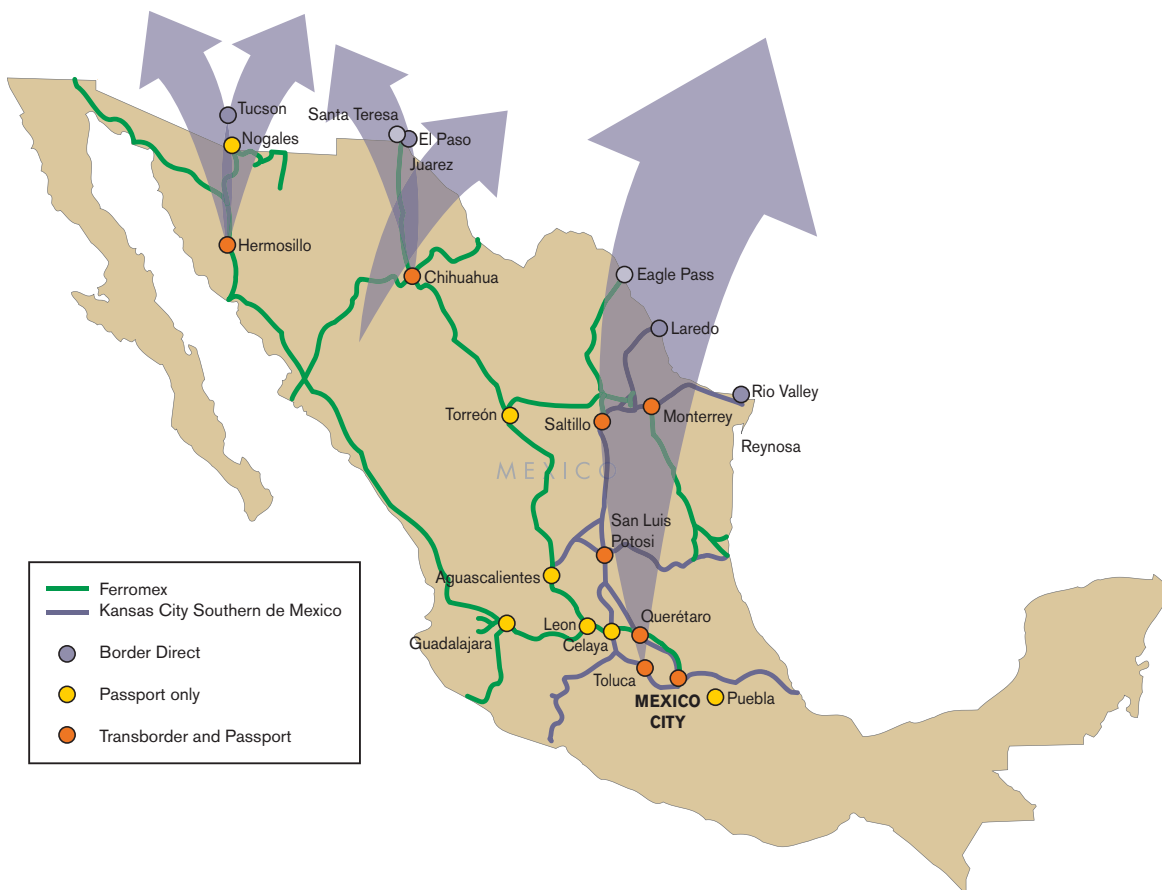 Tucson
Nogales
Santa Teresa
El Paso
Juarez
Hermosillo
Chihuahua
Eagle Pass
Laredo
Rio Valley
Torreón
Saltillo
Monterrey
Reynosa
MEXICO
San Luis
Potosi
Aguascalientes
Leon
Celaya
Querétaro
Guadalajara
Toluca
MEXICO
CITY
Puebla
Ferromex
Kansas City Southern de Mexico
Border Direct
Passport only
Transborder and Passport